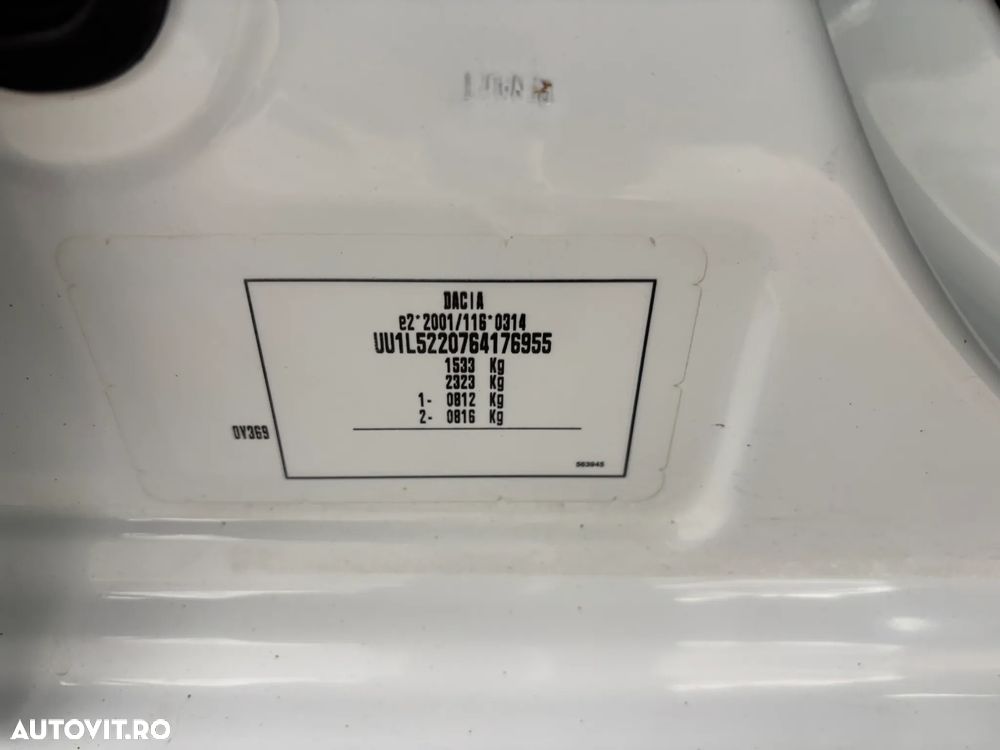 DACIA
e2*2001/116*0314
UU1L5220764176955
1533 Kg
2323 Kg
1- 0812 Kg
2- 0816 Kg
DV369
563945
AUTOVIT.RO